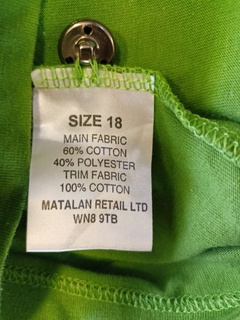 SIZE 18
MAIN FABRIC
60% COTTON
40% POLYESTER
TRIM FABRIC
100% COTTON
MATALAN RETAIL LTD
WN8 9TB